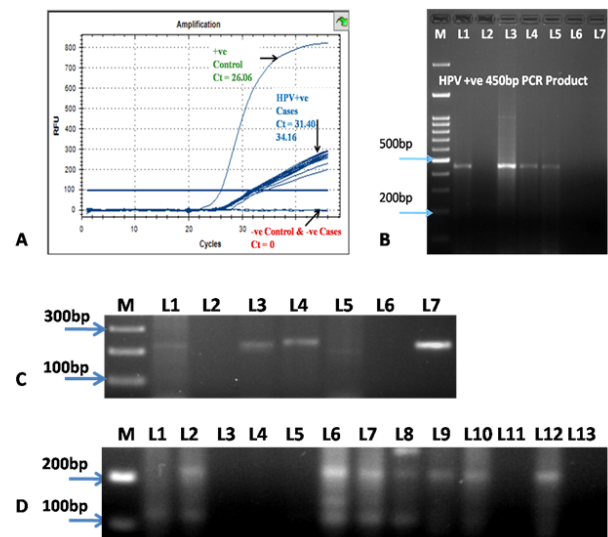 Amplification
800
700
600
500
400
300
200
100
0
RFU
10
20
30
40
Cycles
+ve
Control
Ct = 26.06
HPV+ve
Cases
Ct = 31.40-
34.16
-ve Control & -ve Cases
Ct = 0
A
M L1 L2 L3 L4 L5 L6 L7
HPV +ve 450bp PCR Product
500bp
200bp
B
M L1 L2 L3 L4 L5 L6 L7
300bp
100bp
C
M L1 L2 L3 L4 L5 L6 L7 L8 L9 L10 L11 L12 L13
200bp
100bp
D